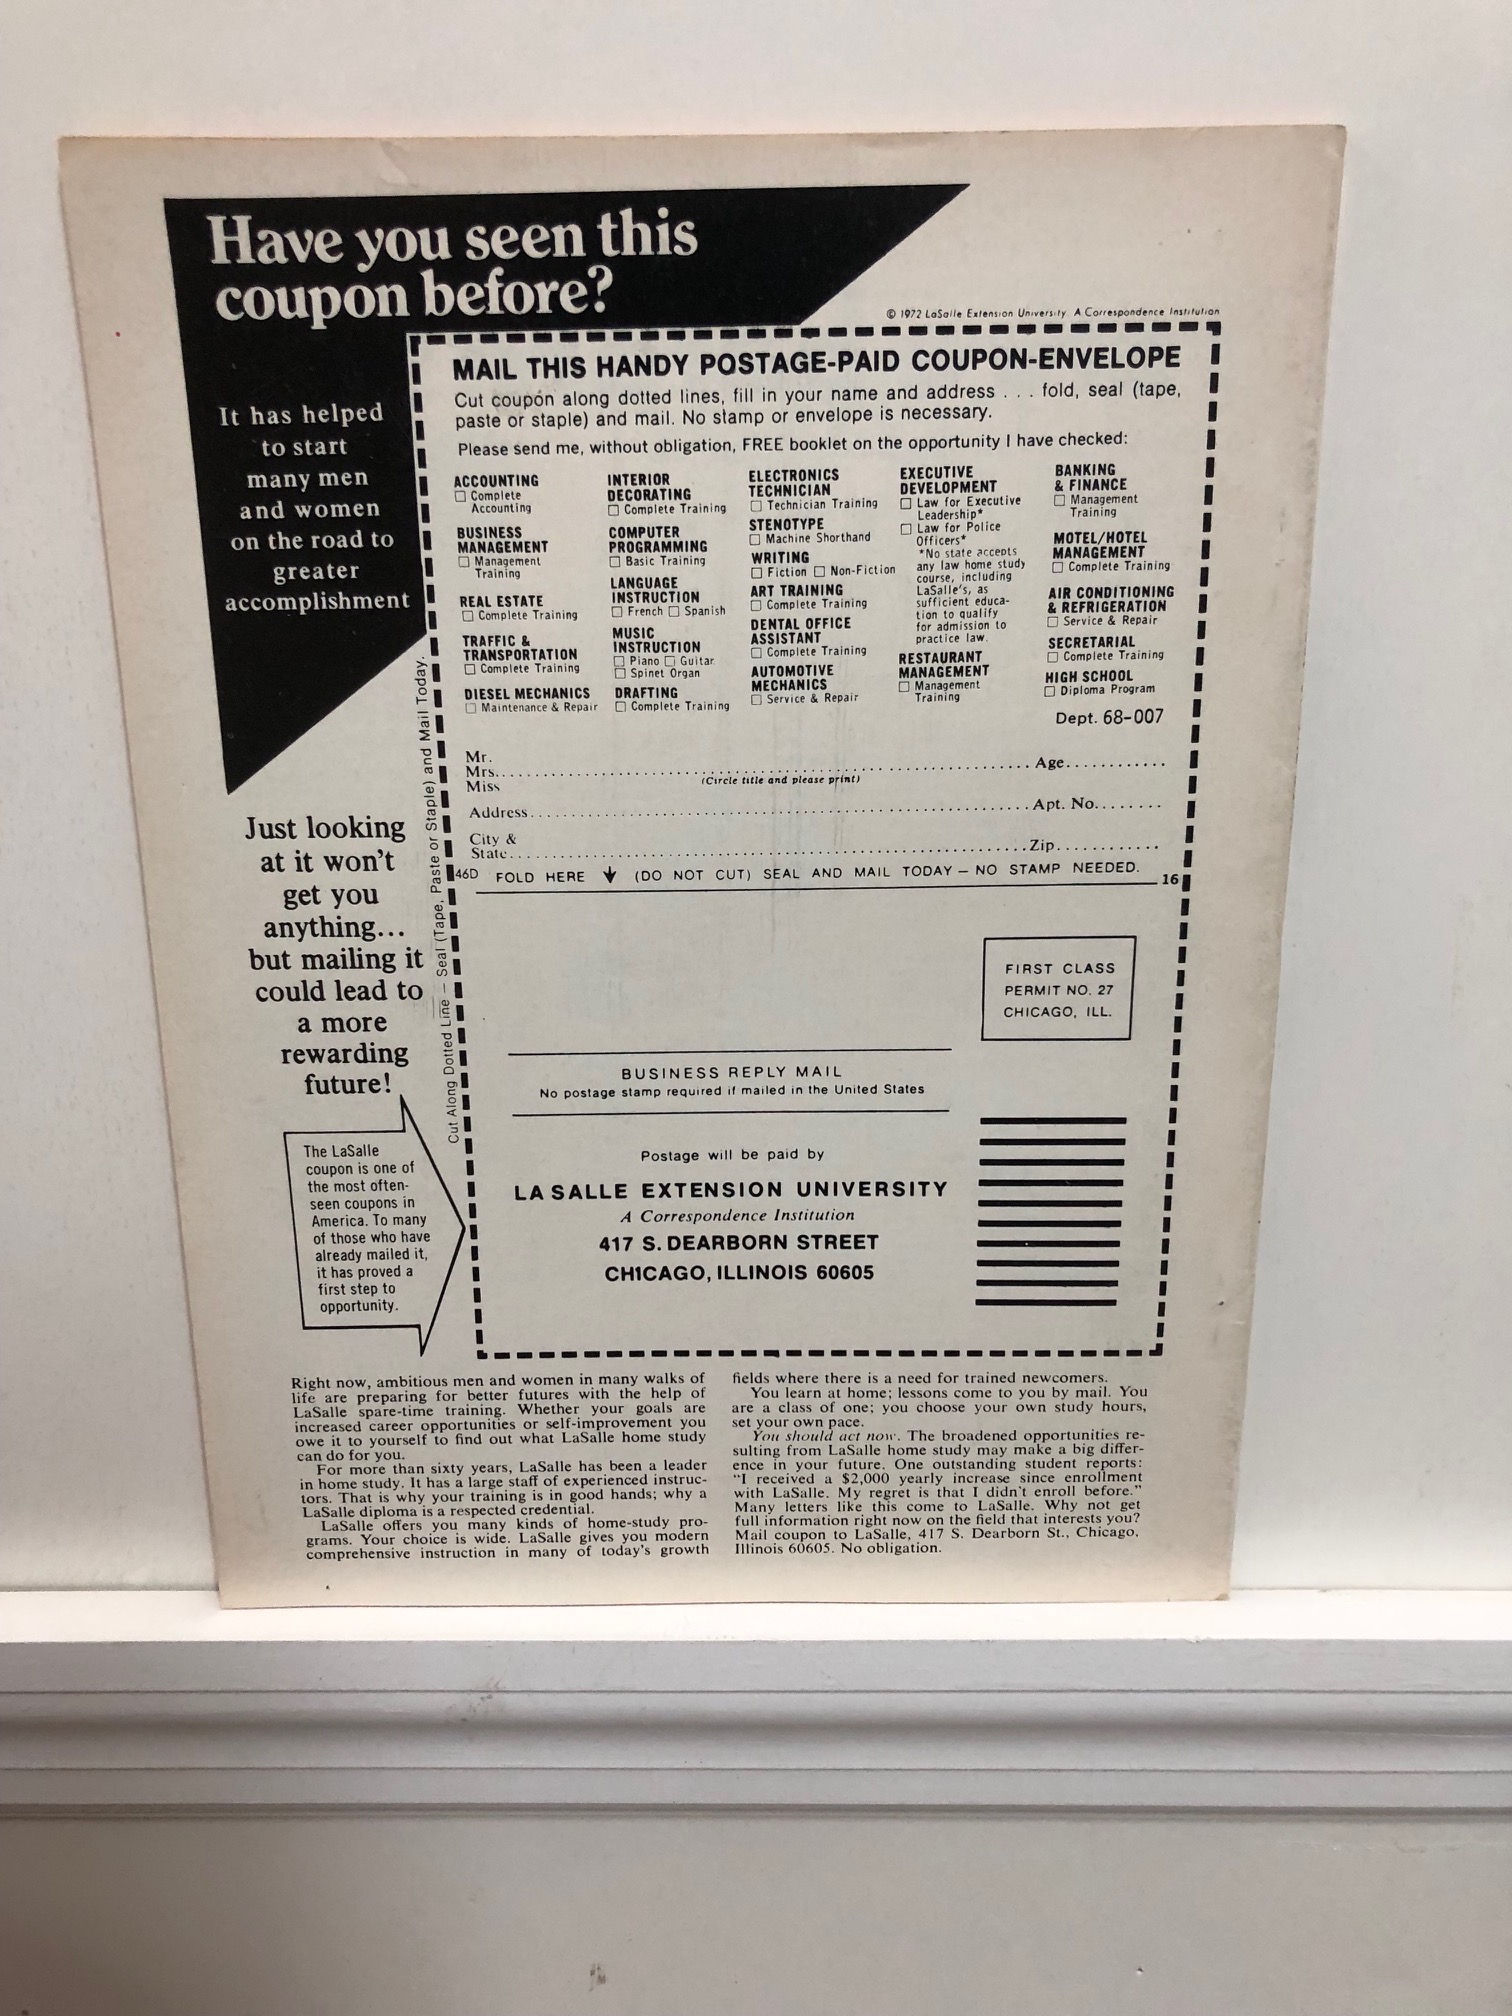 Have you seen this
coupon before?
© 1972 LaSalle Extension University A Correspondence Institution
It has helped
to start
many men
and women
on the road to
greater
accomplishment
MAIL THIS HANDY POSTAGE-PAID COUPON-ENVELOPE
Cut coupon along dotted lines, fill in your name and address . . . fold, seal (tape,
paste or staple) and mail. No stamp or envelope is necessary.
Please send me, without obligation, FREE booklet on the opportunity I have checked:
ACCOUNTING
☐ Complete
Accounting
BUSINESS
MANAGEMENT
☐ Management
Training
REAL ESTATE
☐ Complete Training
TRAFFIC &
TRANSPORTATION
☐ Complete Training
DIESEL MECHANICS
☐ Maintenance & Repair
INTERIOR
DECORATING
☐ Complete Training
COMPUTER
PROGRAMMING
☐ Basic Training
LANGUAGE
INSTRUCTION
☐ French ☐ Spanish
MUSIC
INSTRUCTION
☐ Piano ☐ Guitar
☐ Spinet Organ
DRAFTING
☐ Complete Training
ELECTRONICS
TECHNICIAN
☐ Technician Training
STENOTYPE
☐ Machine Shorthand
WRITING
☐ Fiction ☐ Non-Fiction
ART TRAINING
☐ Complete Training
DENTAL OFFICE
ASSISTANT
☐ Complete Training
AUTOMOTIVE
MECHANICS
☐ Service & Repair
EXECUTIVE
DEVELOPMENT
☐ Law for Executive
Leadership*
☐ Law for Police
Officers*
*No state accepts
any law home study
course, including
LaSalle's, as
sufficient educa-
tion to qualify
for admission to
practice law.
RESTAURANT
MANAGEMENT
☐ Management
Training
BANKING
& FINANCE
☐ Management
Training
MOTEL/HOTEL
MANAGEMENT
☐ Complete Training
AIR CONDITIONING
& REFRIGERATION
☐ Service & Repair
SECRETARIAL
☐ Complete Training
HIGH SCHOOL
☐ Diploma Program
Dept. 68-007
Mr.
Mrs. Age
Miss
(Circle title and please print)
Address Apt. No.
City &
State Zip
46D FOLD HERE ↓ (DO NOT CUT) SEAL AND MAIL TODAY — NO STAMP NEEDED. 16
Cut Along Dotted Line — Seal (Tape, Paste or Staple) and Mail Today.
Just looking
at it won't
get you
anything...
but mailing it
could lead to
a more
rewarding
future!
The LaSalle
coupon is one of
the most often-
seen coupons in
America. To many
of those who have
already mailed it,
it has proved a
first step to
opportunity.
FIRST CLASS
PERMIT NO. 27
CHICAGO, ILL.
BUSINESS REPLY MAIL
No postage stamp required if mailed in the United States
Postage will be paid by
LA SALLE EXTENSION UNIVERSITY
A Correspondence Institution
417 S. DEARBORN STREET
CHICAGO, ILLINOIS 60605
Right now, ambitious men and women in many walks of
life are preparing for better futures with the help of
LaSalle spare-time training. Whether your goals are
increased career opportunities or self-improvement you
owe it to yourself to find out what LaSalle home study
can do for you.
For more than sixty years, LaSalle has been a leader
in home study. It has a large staff of experienced instruc-
tors. That is why your training is in good hands; why a
LaSalle diploma is a respected credential.
LaSalle offers you many kinds of home-study pro-
grams. Your choice is wide. LaSalle gives you modern
comprehensive instruction in many of today's growth
fields where there is a need for trained newcomers.
You learn at home; lessons come to you by mail. You
are a class of one; you choose your own study hours,
set your own pace.
You should act now. The broadened opportunities re-
sulting from LaSalle home study may make a big differ-
ence in your future. One outstanding student reports:
"I received a $2,000 yearly increase since enrollment
with LaSalle. My regret is that I didn't enroll before."
Many letters like this come to LaSalle. Why not get
full information right now on the field that interests you?
Mail coupon to LaSalle, 417 S. Dearborn St., Chicago,
Illinois 60605. No obligation.